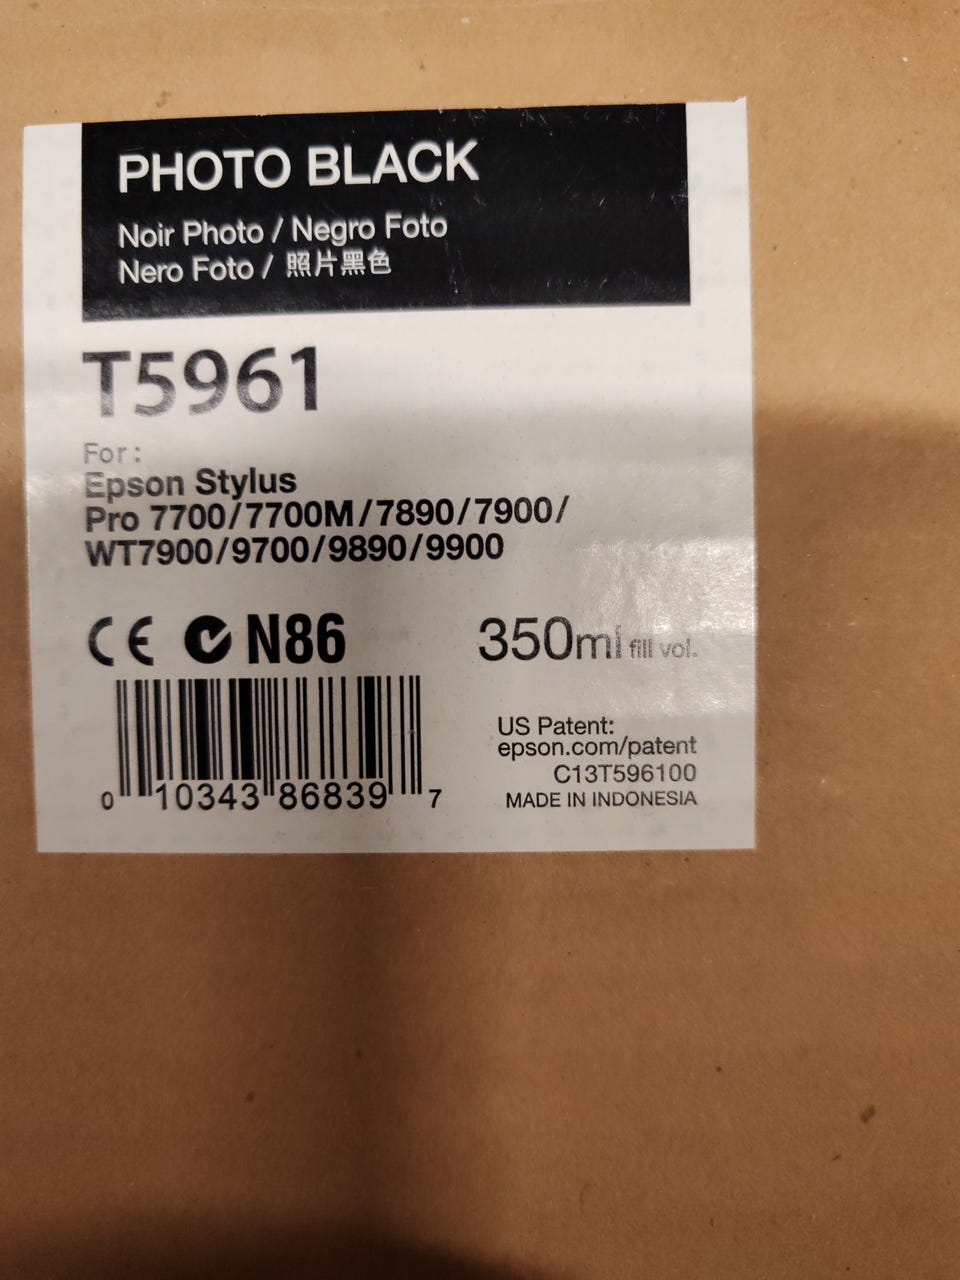 PHOTO BLACK
Noir Photo / Negro Foto
Nero Foto / 照片黑色
T5961
For:
Epson Stylus
Pro 7700/7700M/7890/7900/
WT7900/9700/9890/9900
CE N86
350ml fill vol.
US Patent:
epson.com/patent
C13T596100
MADE IN INDONESIA
0 10343 86839 7